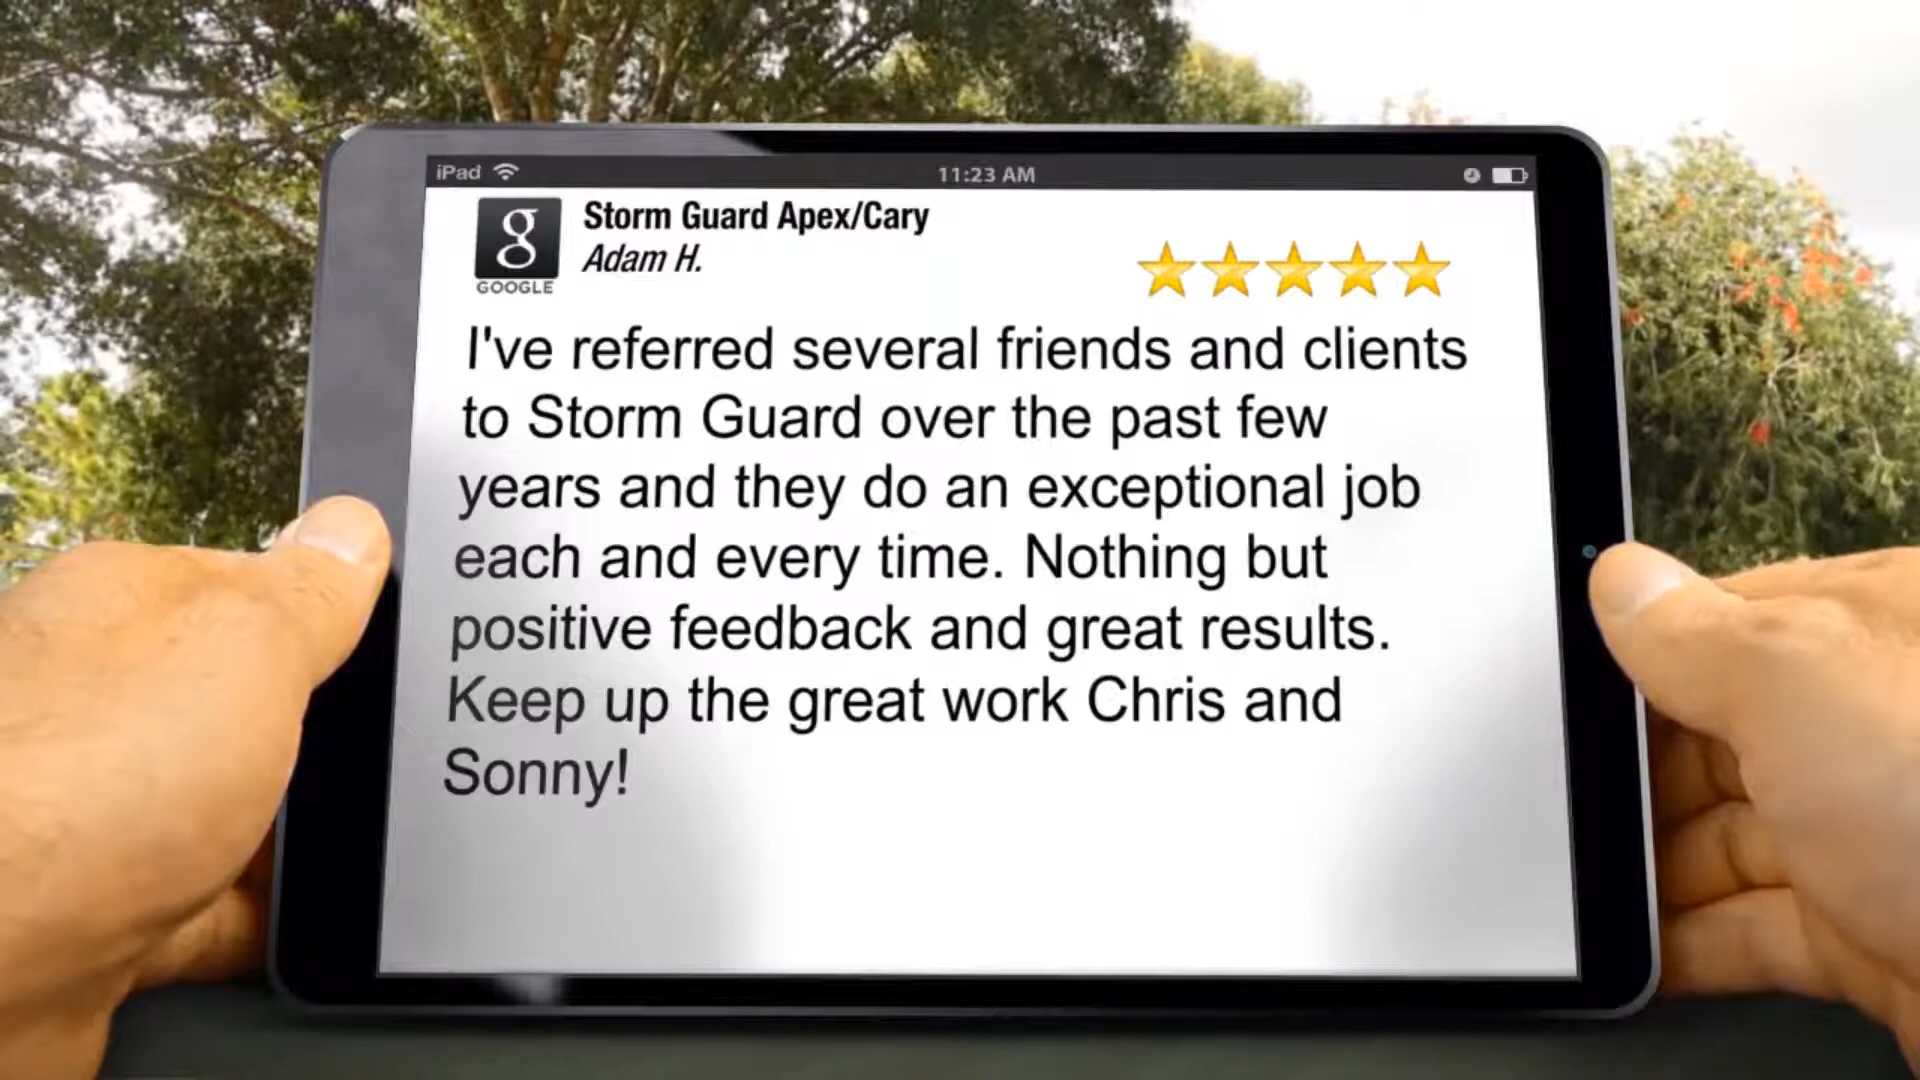 iPad
11:23 AM
g
GOOGLE
Storm Guard Apex/Cary
Adam H.
I've referred several friends and clients
to Storm Guard over the past few
years and they do an exceptional job
each and every time. Nothing but
positive feedback and great results.
Keep up the great work Chris and
Sonny!